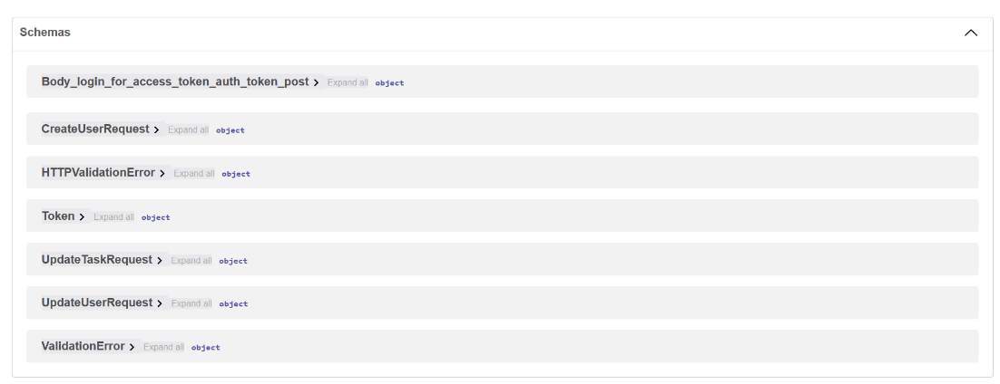 Schemas
Body_login_for_access_token_auth_token_post Expand all object
CreateUserRequest Expand all object
HTTPValidationError Expand all object
Token Expand all object
UpdateTaskRequest Expand all object
UpdateUserRequest Expand all object
ValidationError Expand all object